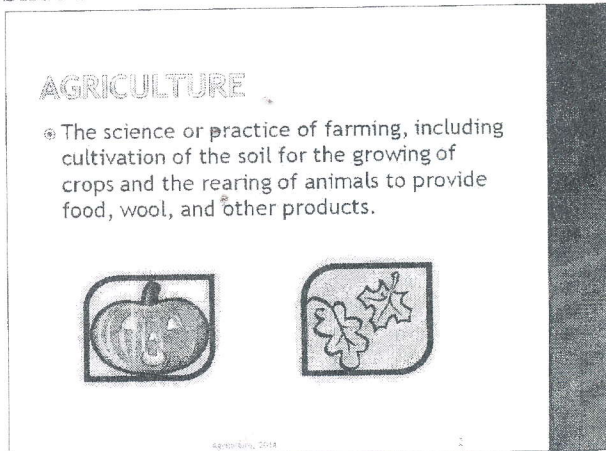 AGRICULTURE
The science or practice of farming, including
cultivation of the soil for the growing of
crops and the rearing of animals to provide
food, wool, and other products.
2